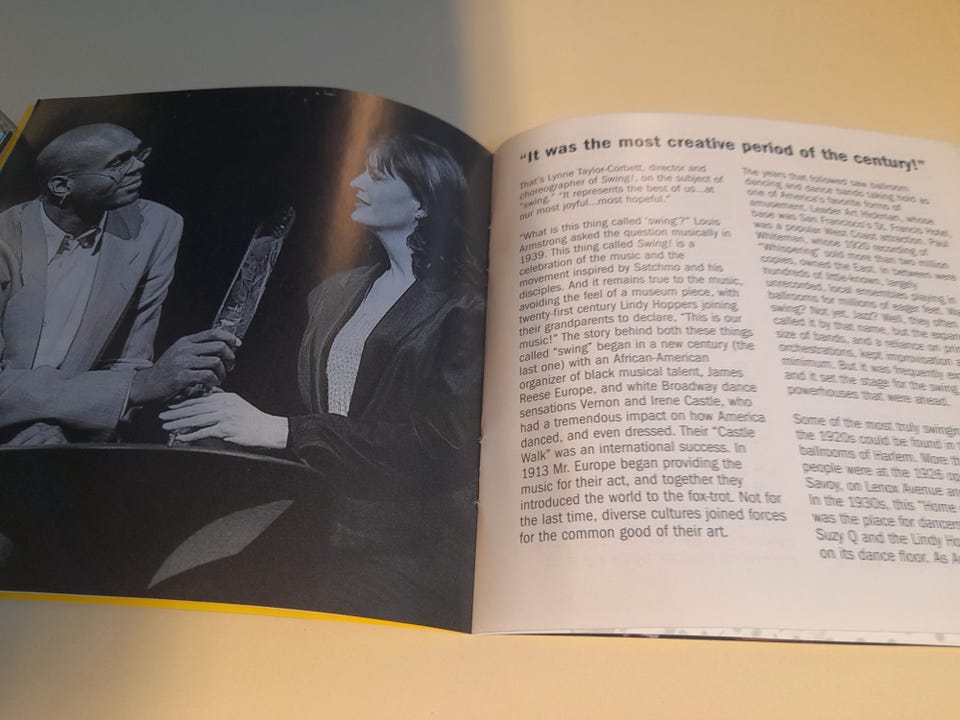 "It was the most creative period of the century!"
That's Lynne Taylor-Corbett, director and
choreographer of Swing!, on the subject of
"swing." "It represents the best of us...at
our most joyful...most hopeful."
"What is this thing called 'swing'?" Louis
Armstrong asked the question musically in
1939. This thing called Swing! is a
celebration of the music and the
movement inspired by Satchmo and his
disciples. And it remains true to the music,
avoiding the feel of a museum piece, with
twenty-first century Lindy Hoppers joining
their grandparents to declare, "This is our
music!" The story behind both these things
called "swing" began in a new century (the
last one) with an African-American
organizer of black musical talent, James
Reese Europe, and white Broadway dance
sensations Vernon and Irene Castle, who
had a tremendous impact on how America
danced, and even dressed. Their "Castle
Walk" was an international success. In
1913 Mr. Europe began providing the
music for their act, and together they
introduced the world to the fox-trot. Not for
the last time, diverse cultures joined forces
for the common good of their art.
The years that followed saw ballroom
dancing and dance bands taking hold as
one of America's favorite forms of
amusement. Leader Art Hickman, whose
base was San Francisco's St. Francis Hotel,
was a popular West Coast attraction. Paul
Whiteman, whose 1920 recording of
"Whispering" sold more than two million
copies, owned the East. In between were
hundreds of little-known, largely
unrecorded, local ensembles playing in
ballrooms for millions of eager feet. Was
swing? Not yet. Jazz? Well, they often
called it by that name, but the
size of bands, and a reliance on
orchestrations, kept improvisation
minimum. But it was frequently
and it set the stage for the swing
powerhouses that were ahead.
Some of the most truly swinging
the 1920s could be found in
ballrooms of Harlem. More
people were at the 1926
Savoy, on Lenox Avenue
In the 1930s, this "Home
was the place for dancers
Suzy Q and the Lindy
on its dance floor. As